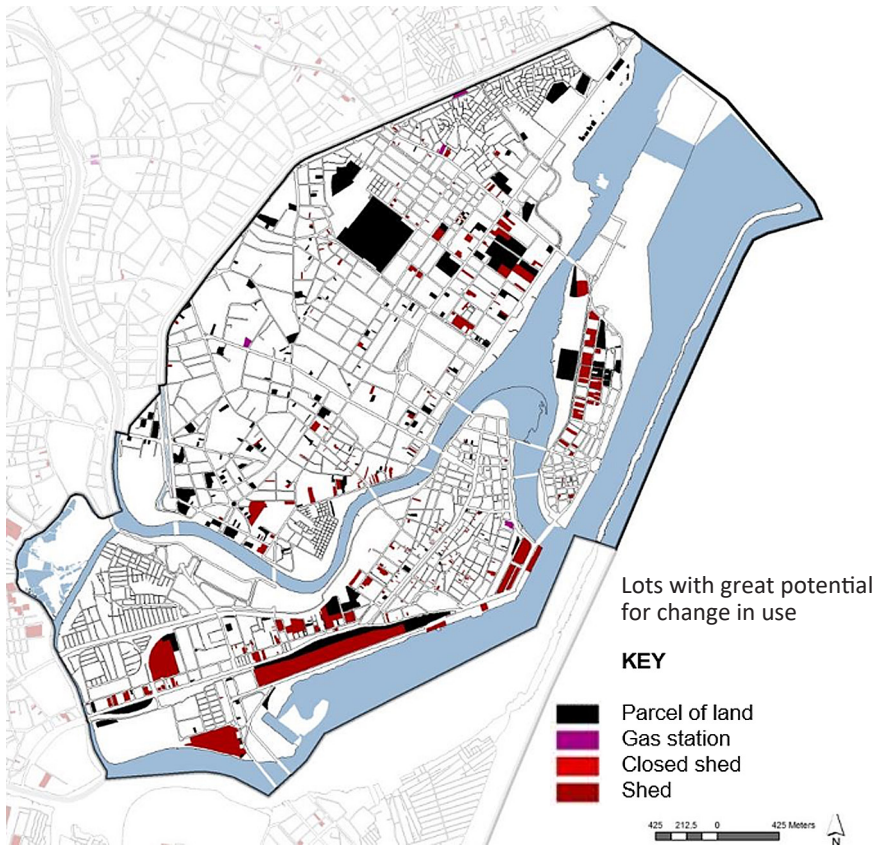 Lots with great potential
for change in use
KEY
Parcel of land
Gas station
Closed shed
Shed
425 212.5 0 425 Meters
N